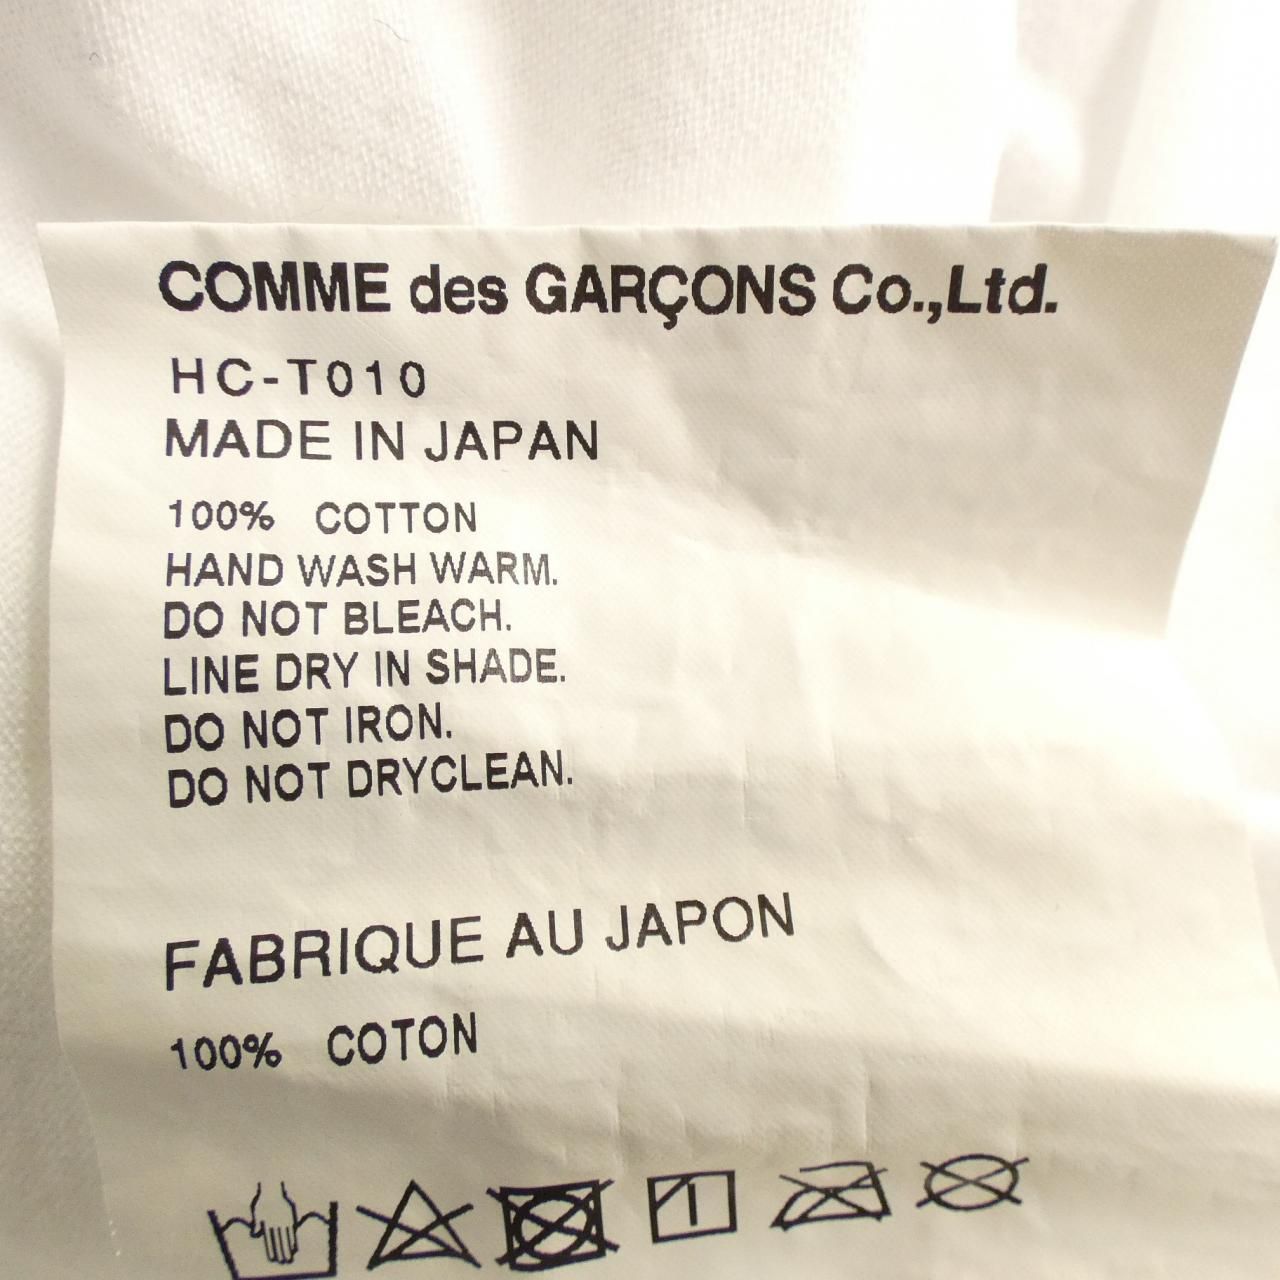 COMME des GARÇONS Co.,Ltd.
HC-T010
MADE IN JAPAN
100% COTTON
HAND WASH WARM.
DO NOT BLEACH.
LINE DRY IN SHADE.
DO NOT IRON.
DO NOT DRYCLEAN.
FABRIQUE AU JAPON
100% COTON